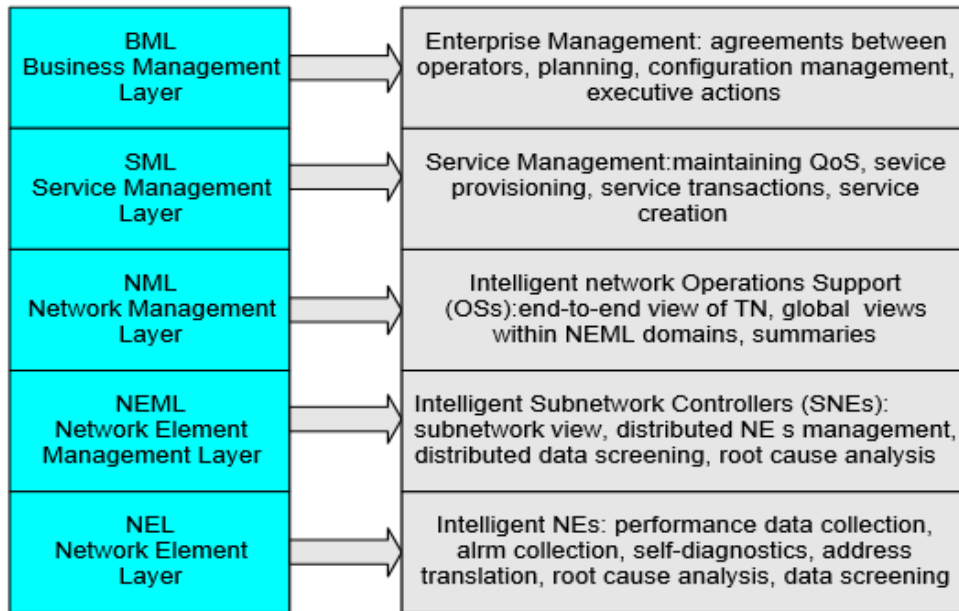 BML
Business Management
Layer
Enterprise Management: agreements between
operators, planning, configuration management,
executive actions
SML
Service Management
Layer
Service Management:maintaining QoS, sevice
provisioning, service transactions, service
creation
NML
Network Management
Layer
Intelligent network Operations Support
(OSs):end-to-end view of TN, global views
within NEML domains, summaries
NEML
Network Element
Management Layer
Intelligent Subnetwork Controllers (SNEs):
subnetwork view, distributed NE s management,
distributed data screening, root cause analysis
NEL
Network Element
Layer
Intelligent NEs: performance data collection,
alrm collection, self-diagnostics, address
translation, root cause analysis, data screening